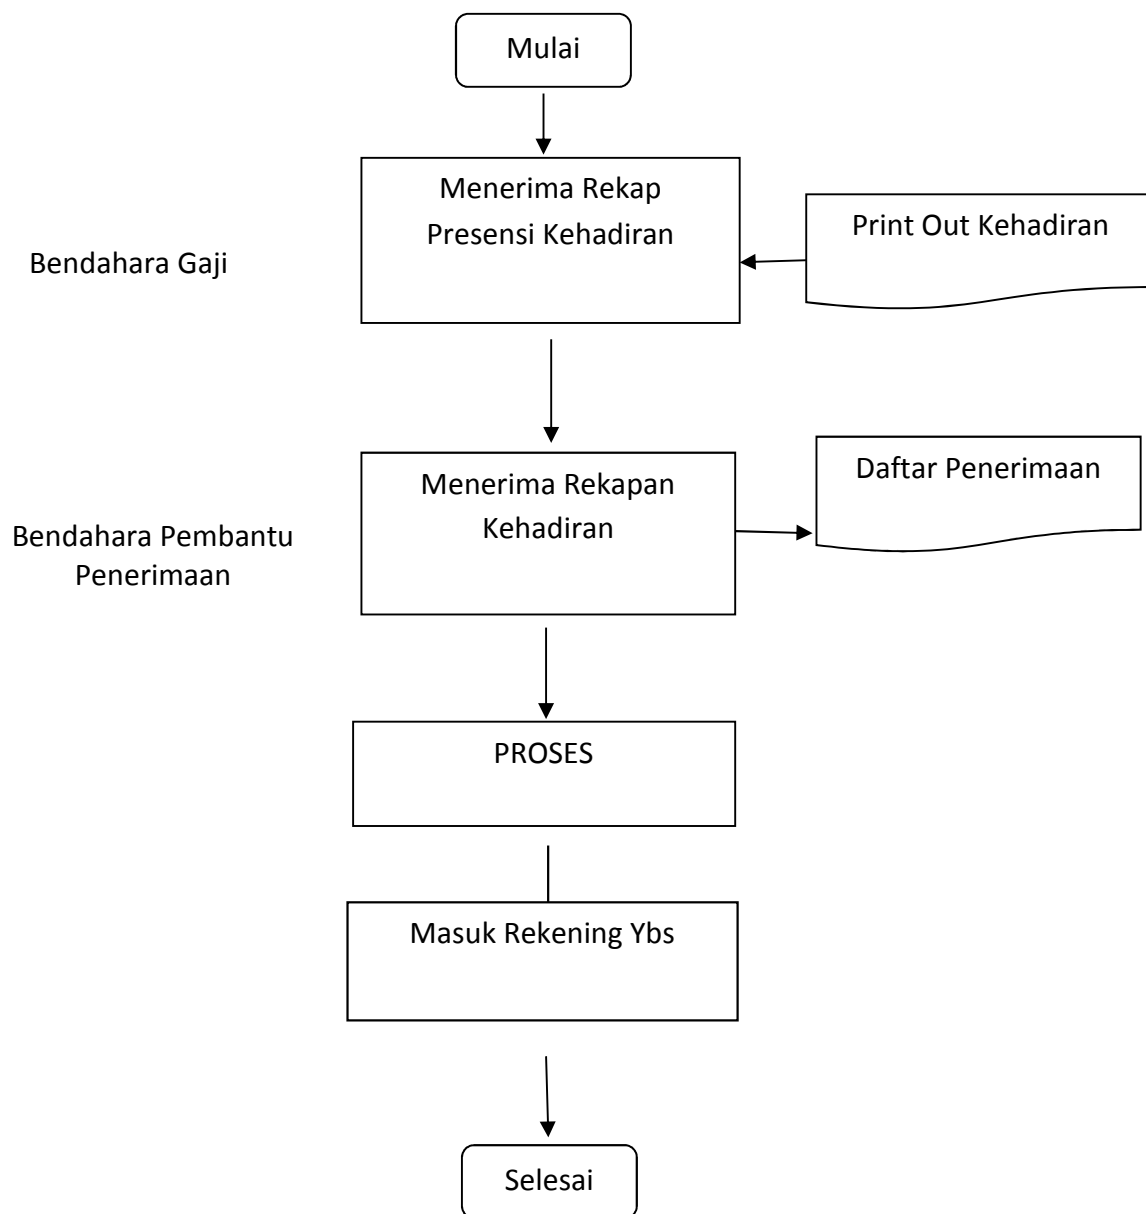 Mulai
Menerima Rekap
Presensi Kehadiran
Print Out Kehadiran
Bendahara Gaji
Menerima Rekapan
Kehadiran
Daftar Penerimaan
Bendahara Pembantu
Penerimaan
PROSES
Masuk Rekening Ybs
Selesai